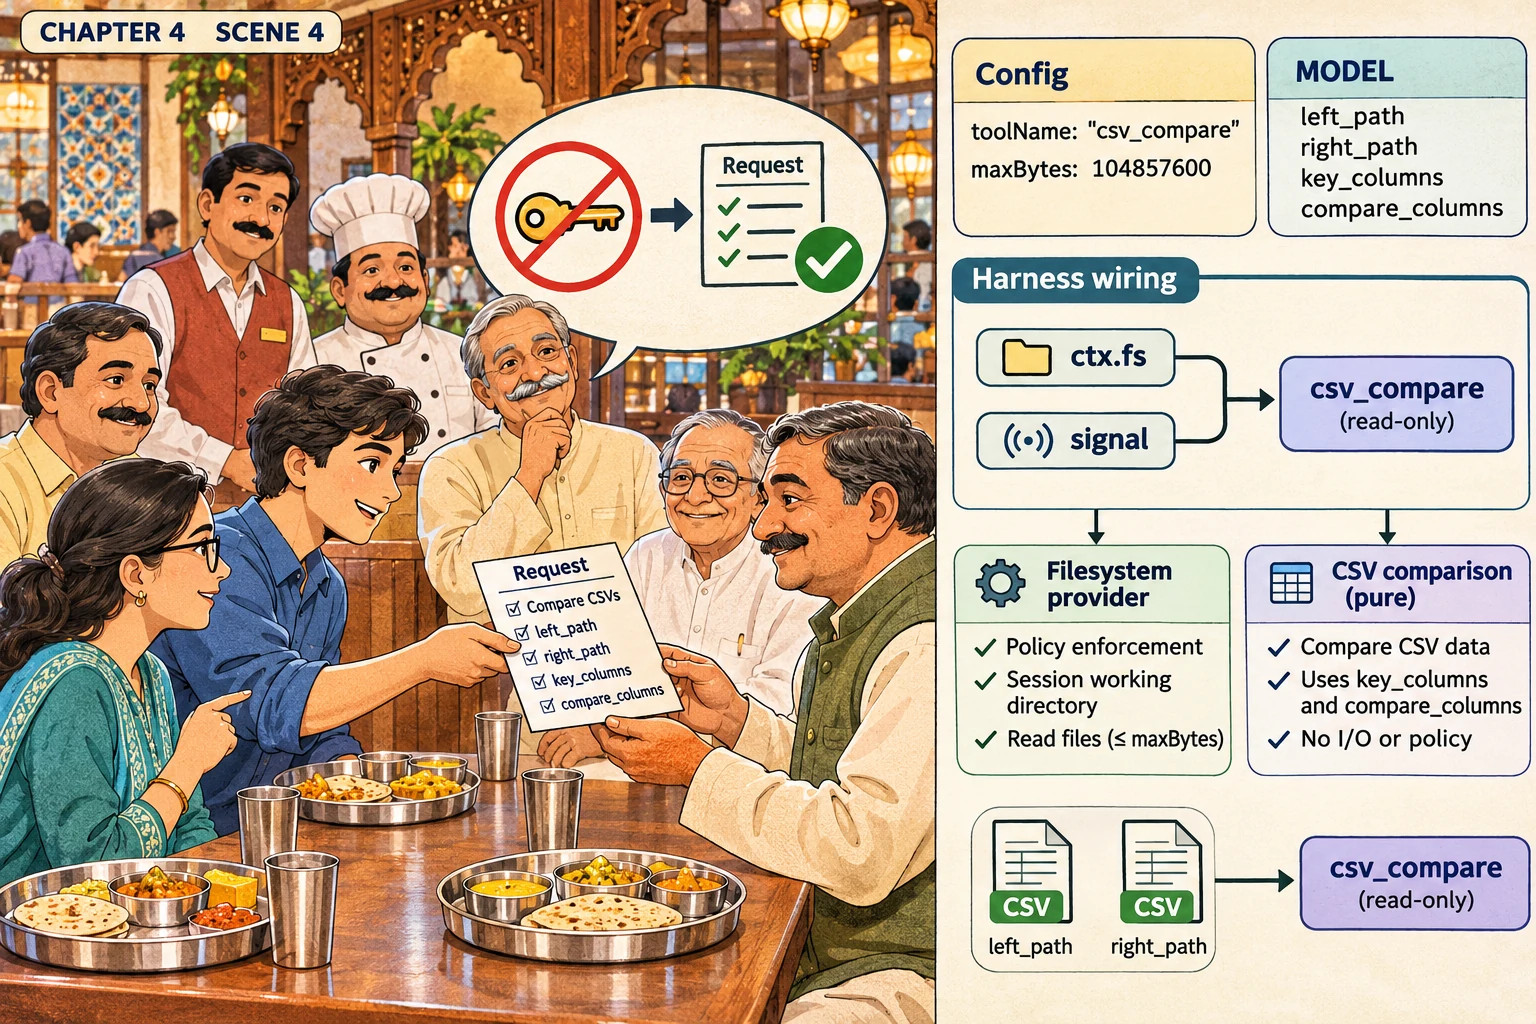 CHAPTER 4 SCENE 4
Request
Request
Compare CSVs
left_path
right_path
key_columns
compare_columns
Config
toolName: "csv_compare"
maxBytes: 104857600
MODEL
left_path
right_path
key_columns
compare_columns
Harness wiring
ctx.fs
signal
csv_compare
(read-only)
Filesystem
provider
Policy enforcement
Session working
directory
Read files (≤ maxBytes)
CSV comparison
(pure)
Compare CSV data
Uses key_columns
and compare_columns
No I/O or policy
CSV
left_path
CSV
right_path
csv_compare
(read-only)